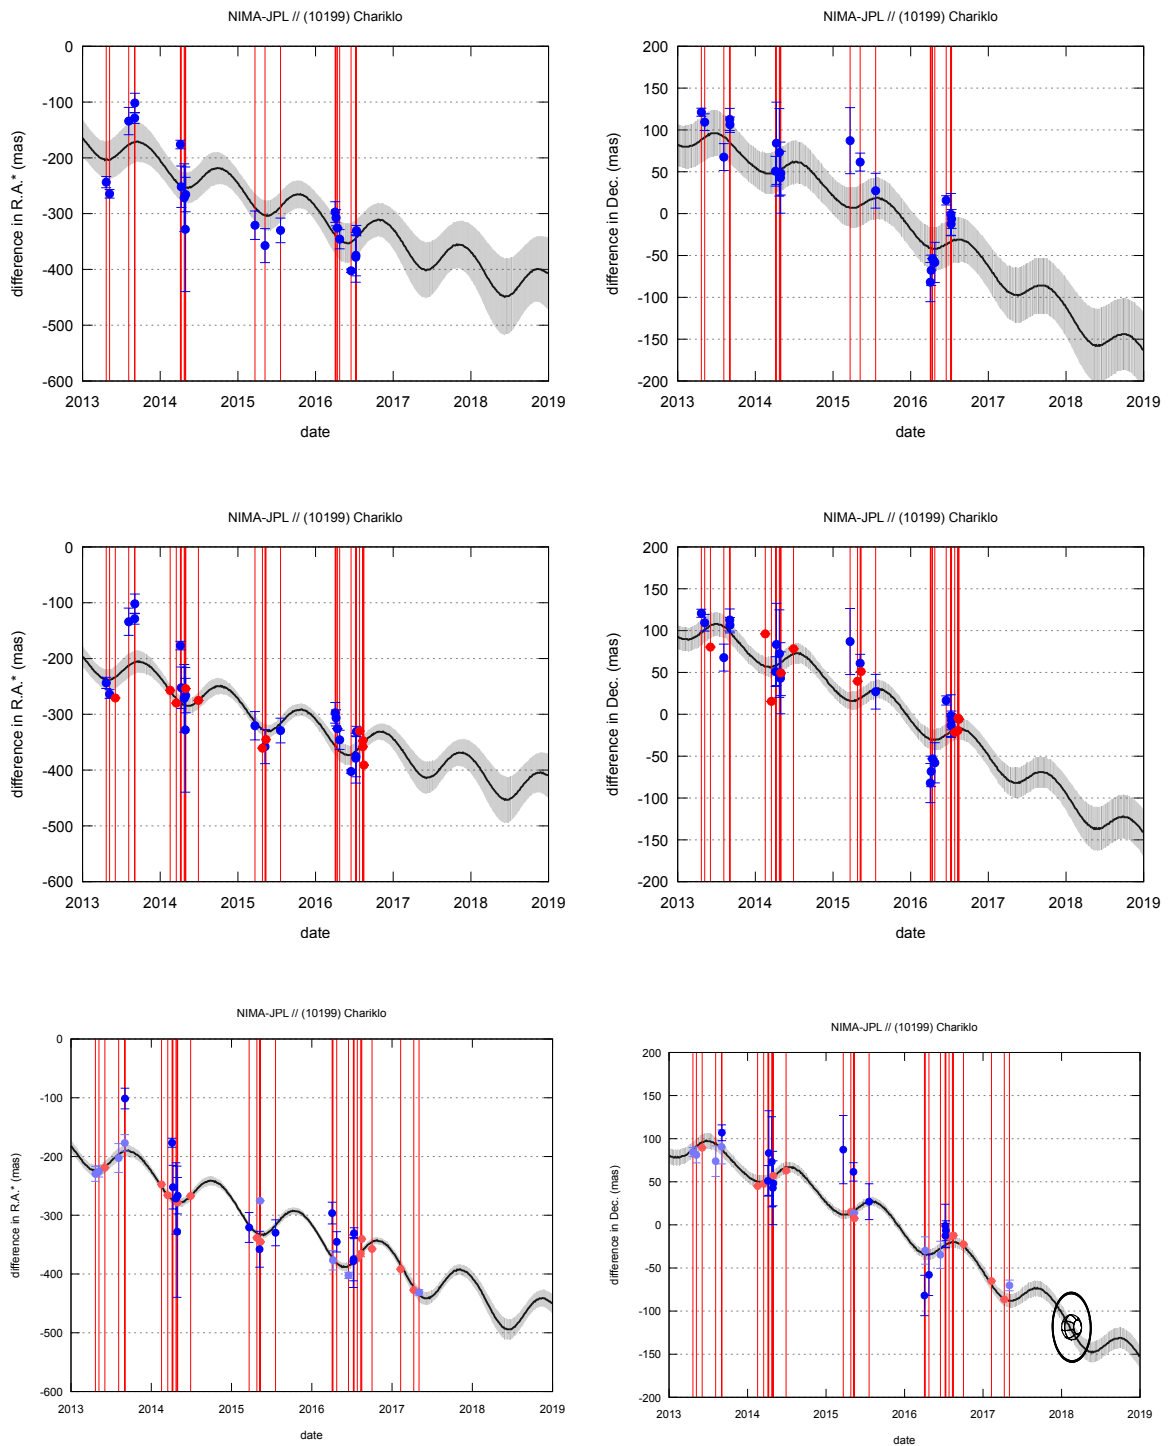 NIMA-JPL // (10199) Chariklo
difference in R.A.* (mas)
0
-100
-200
-300
-400
-500
-600
2013 2014 2015 2016 2017 2018 2019
date
NIMA-JPL // (10199) Chariklo
difference in Dec. (mas)
200
150
100
50
0
-50
-100
-150
-200
2013 2014 2015 2016 2017 2018 2019
date
NIMA-JPL // (10199) Chariklo
difference in R.A.* (mas)
0
-100
-200
-300
-400
-500
-600
2013 2014 2015 2016 2017 2018 2019
date
NIMA-JPL // (10199) Chariklo
difference in Dec. (mas)
200
150
100
50
0
-50
-100
-150
-200
2013 2014 2015 2016 2017 2018 2019
date
NIMA-JPL // (10199) Chariklo
difference in R.A.* (mas)
0
-100
-200
-300
-400
-500
-600
2013 2014 2015 2016 2017 2018 2019
date
NIMA-JPL // (10199) Chariklo
difference in Dec. (mas)
200
150
100
50
0
-50
-100
-150
-200
2013 2014 2015 2016 2017 2018 2019
date